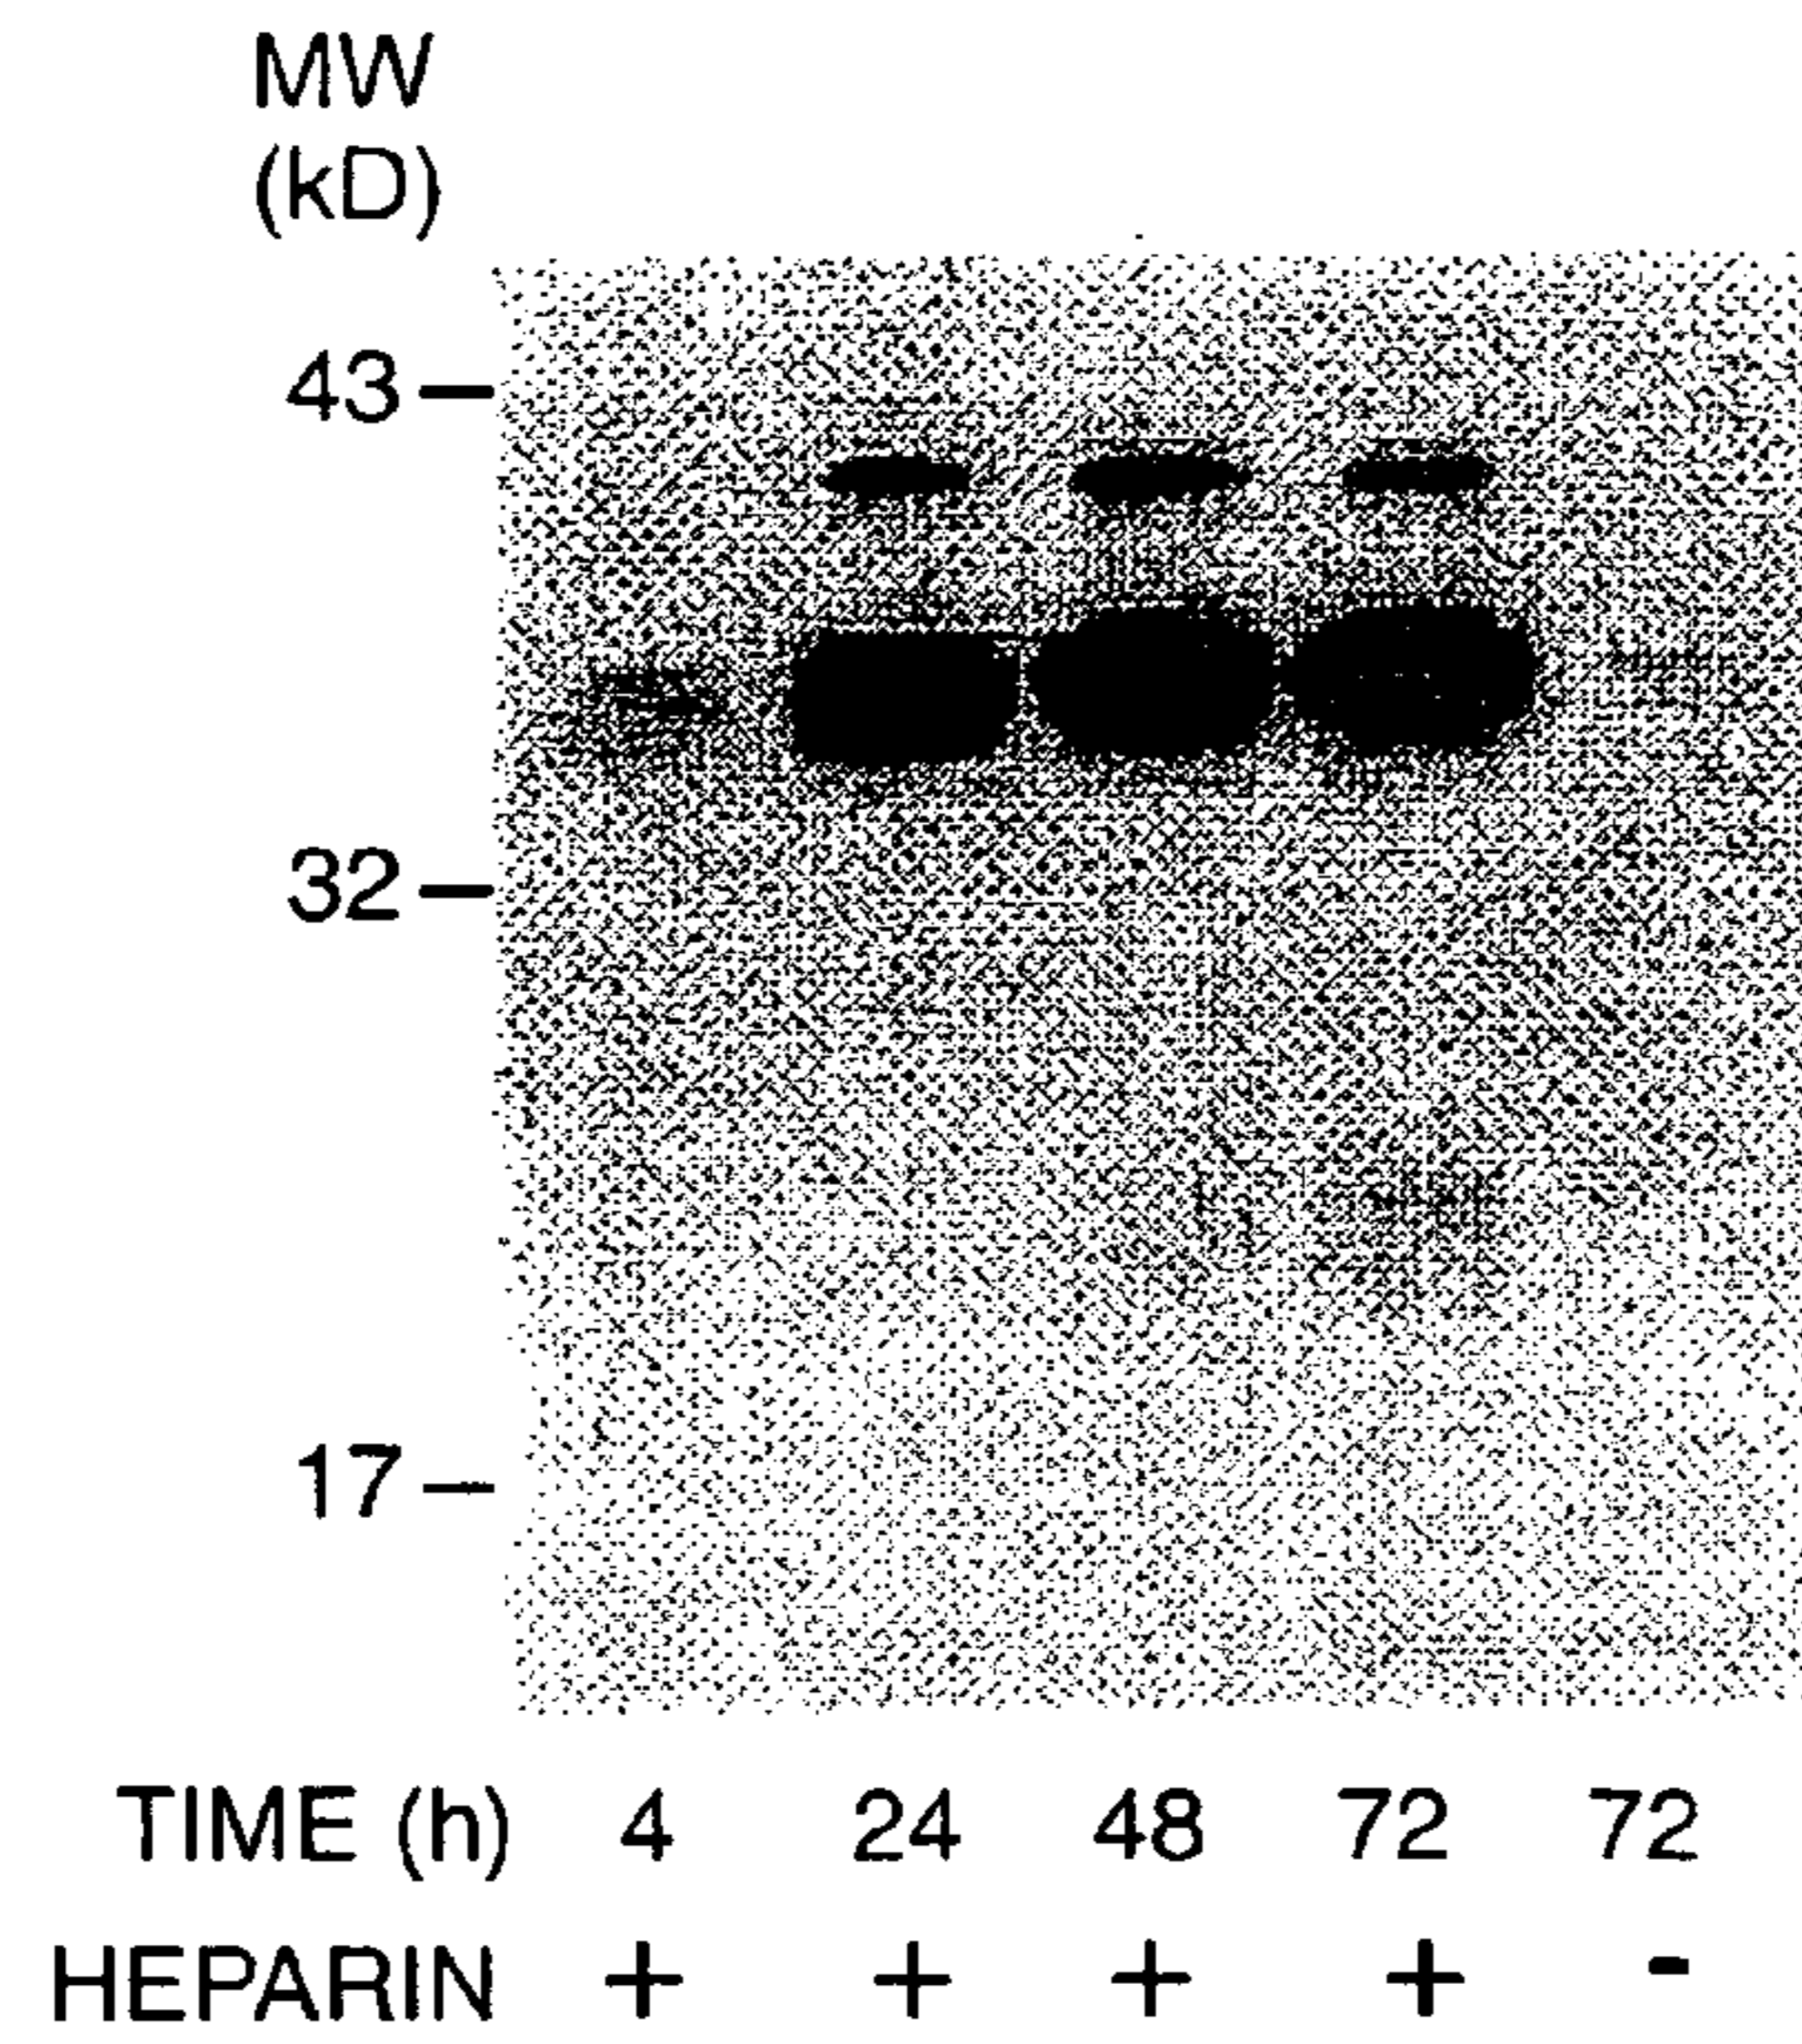 MW
(kD)
43
32
17
TIME (h) 4 24 48 72 72
HEPARIN + + + + -